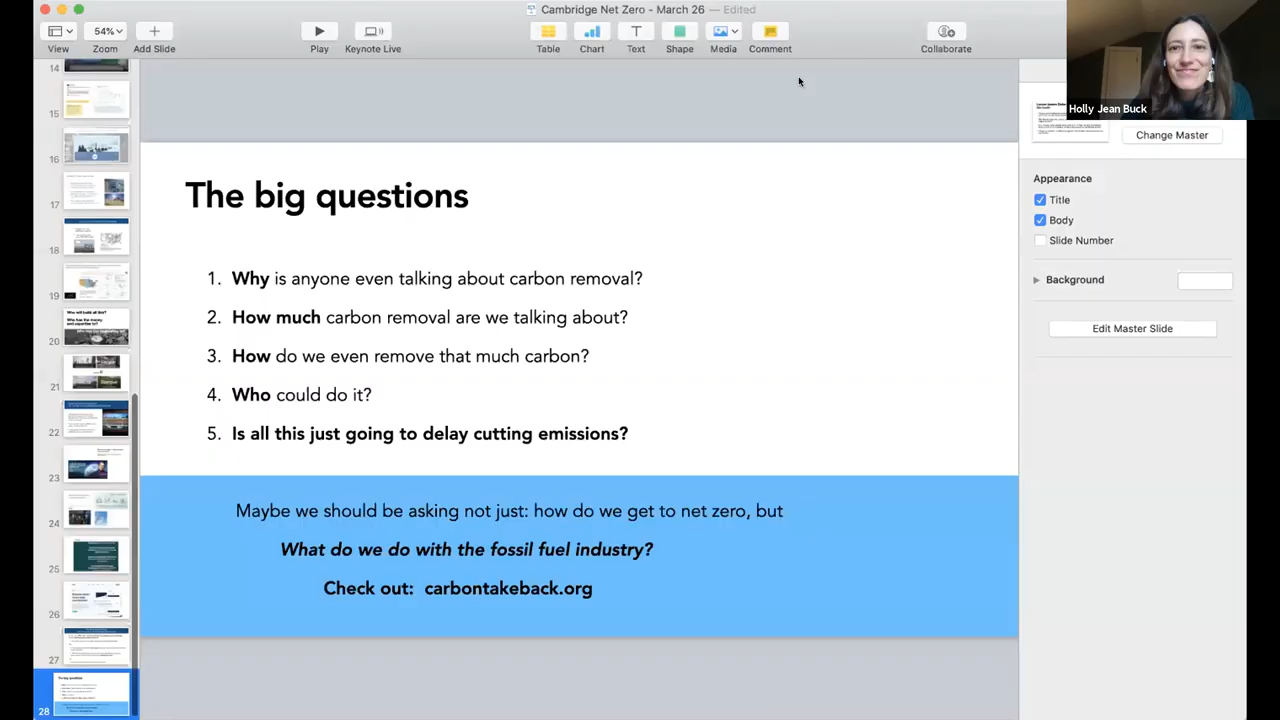 Cambridge Net Zero - March 26 — Edited
54%
View
Zoom
Add Slide
Play
Keynote Live
Table
Chart
Text
Shape
Media
Comment
Collaborate
Holly Jean Buck
Change Master
Appearance
Title
Body
Slide Number
Background
Edit Master Slide
14
15
16
17
18
19
20
21
22
23
24
25
26
27
28
Who will build all this?
The big questions
1. Why is anyone even talking about carbon removal?
2. How much caron removal are we talking about?
3. How do we even remove that much carbon?
4. Who could do it?
5. Is all this just going to delay cutting emissions?
Maybe we should be asking not just: how do we get to net zero, but
What do we do with the fossil fuel industry?
Check out: carbontakeback.org